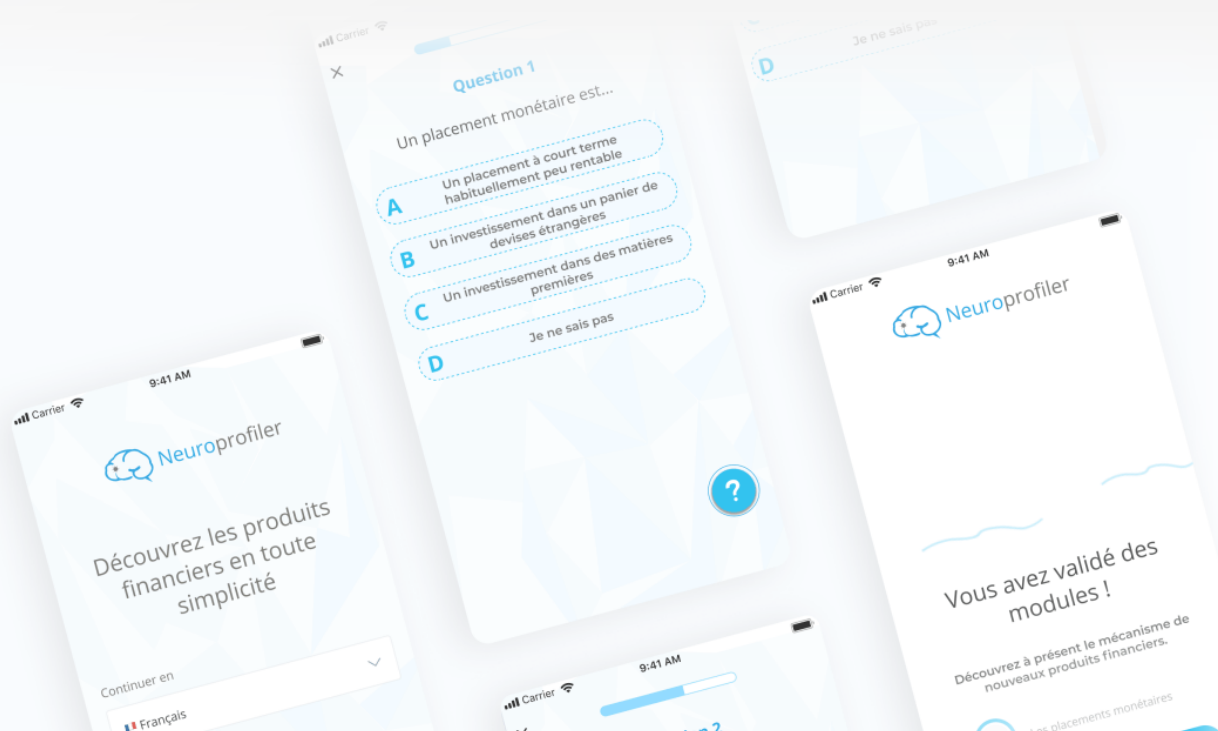 Carrier
Question 1
Un placement monétaire est...
A
Un placement à court terme
habituellement peu rentable
B
Un investissement dans un panier de
devises étrangères
C
Un investissement dans des matières
premières
D
Je ne sais pas
?
D
Je ne sais pas
Carrier
9:41 AM
Neuroprofiler
Découvrez les produits
financiers en toute
simplicité
Continuer en
Français
Carrier
9:41 AM
2
Carrier
9:41 AM
Neuroprofiler
Vous avez validé des
modules !
Découvrez à présent le mécanisme de
nouveaux produits financiers.
placements monétaires